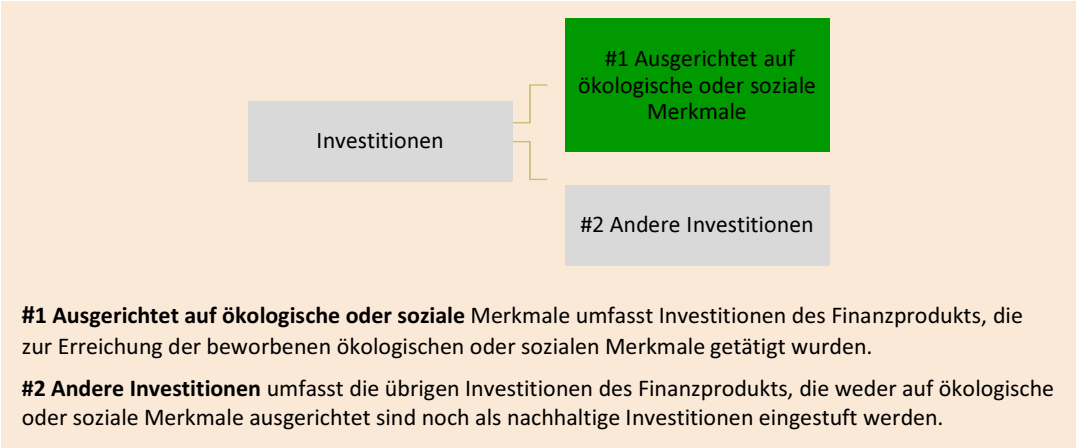 #1 Ausgerichtet auf
ökologische oder soziale
Merkmale
Investitionen
#2 Andere Investitionen
#1 Ausgerichtet auf ökologische oder soziale Merkmale umfasst Investitionen des Finanzprodukts, die
zur Erreichung der beworbenen ökologischen oder sozialen Merkmale getätigt wurden.
#2 Andere Investitionen umfasst die übrigen Investitionen des Finanzprodukts, die weder auf ökologische
oder soziale Merkmale ausgerichtet sind noch als nachhaltige Investitionen eingestuft werden.